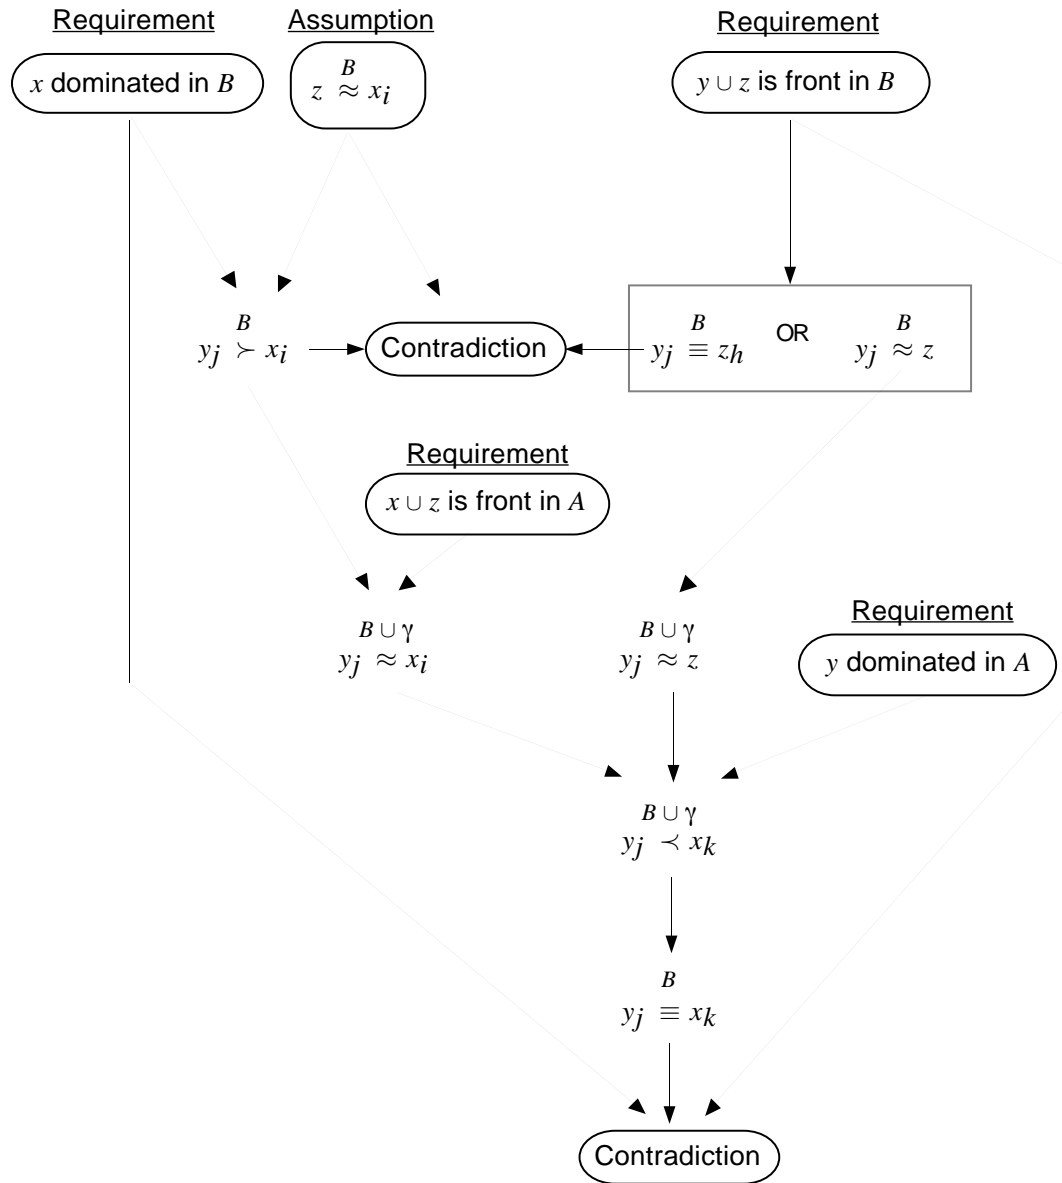 Requirement
Assumption
Requirement
x dominated in B
B
z ≈ x_i
y ∪ z is front in B
B
y_j ≻ x_i
Contradiction
B
y_j ≡ z_h
OR
B
y_j ≈ z
Requirement
x ∪ z is front in A
B ∪ γ
y_j ≈ x_i
B ∪ γ
y_j ≈ z
Requirement
y dominated in A
B ∪ γ
y_j ≺ x_k
B
y_j ≡ x_k
Contradiction